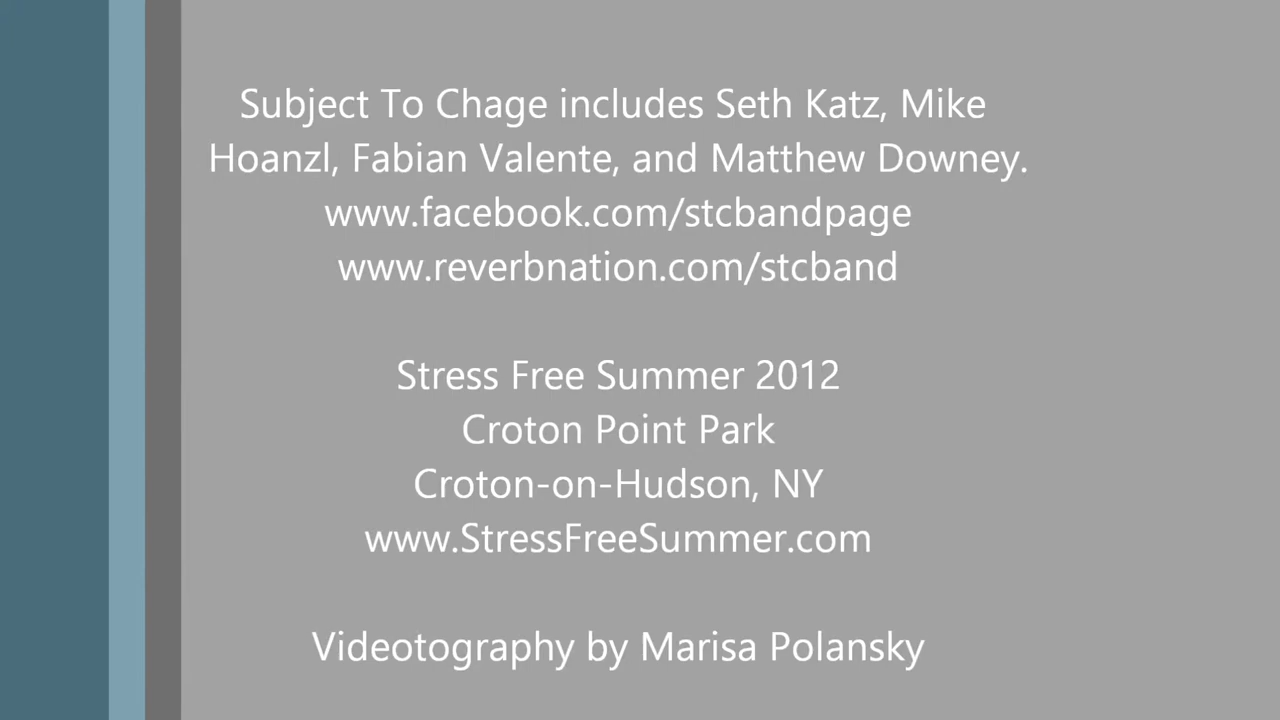 Subject To Chage includes Seth Katz, Mike
Hoanzl, Fabian Valente, and Matthew Downey.
www.facebook.com/stcbandpage
www.reverbnation.com/stcband
Stress Free Summer 2012
Croton Point Park
Croton-on-Hudson, NY
www.StressFreeSummer.com
Videotography by Marisa Polansky